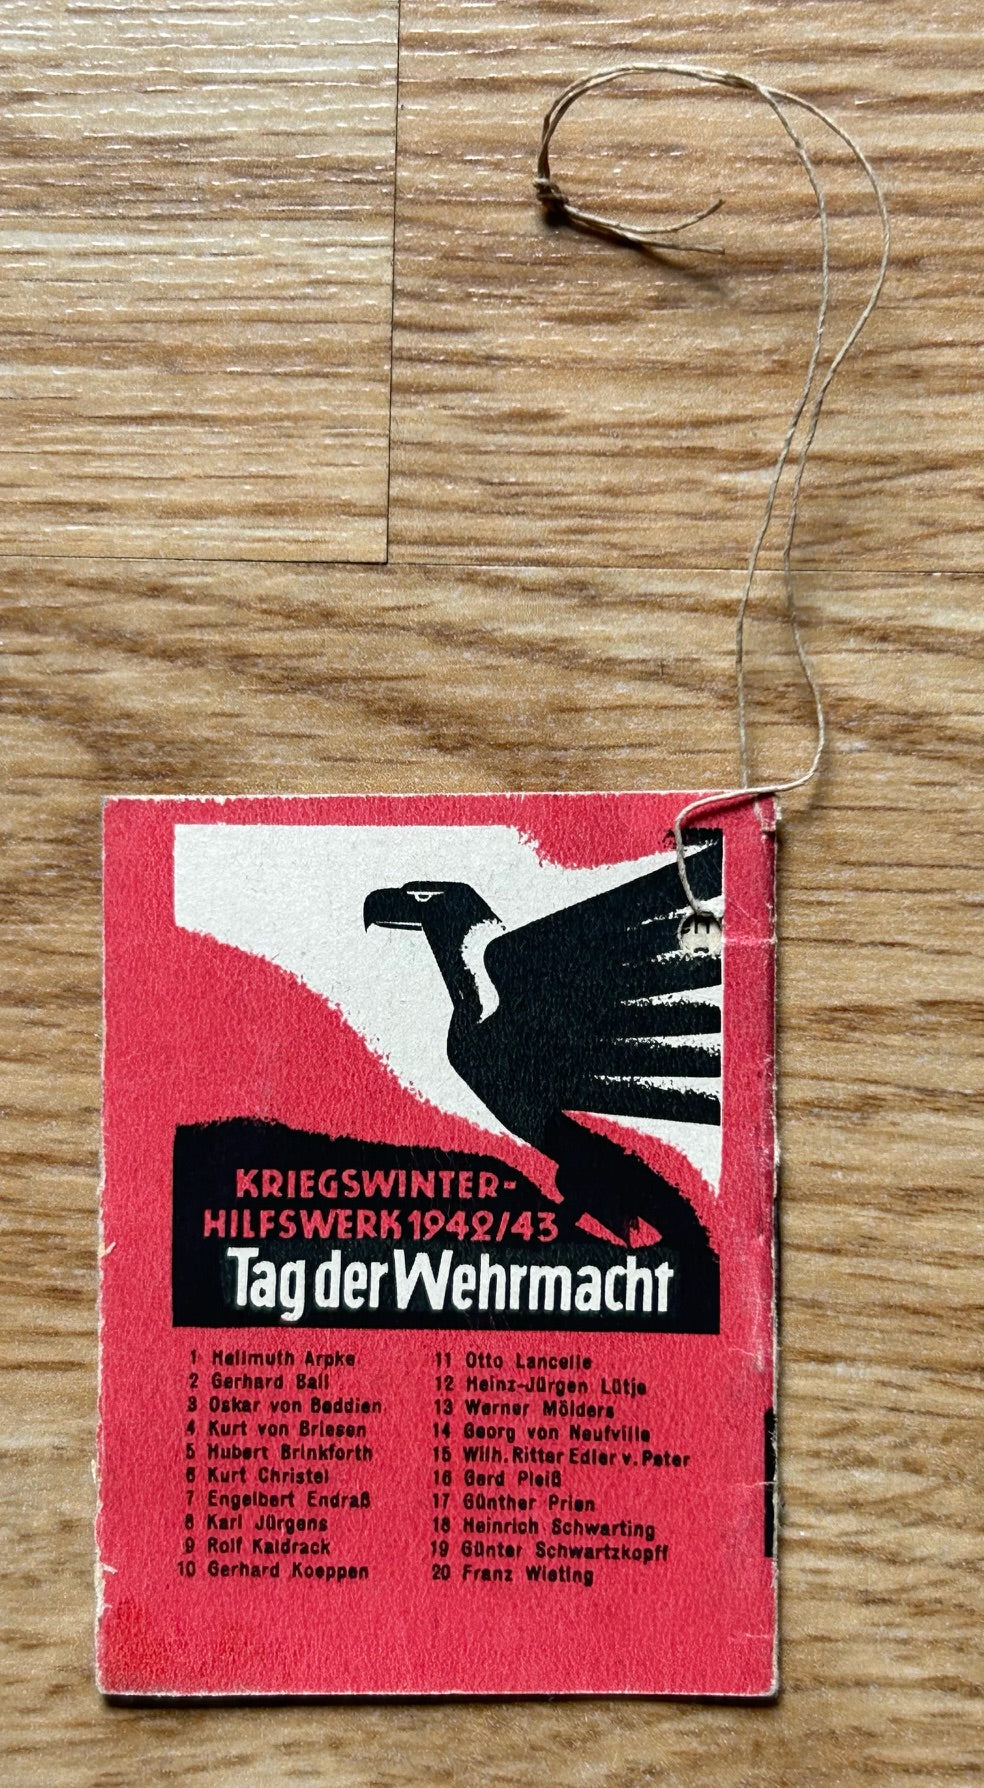 KRIEGSWINTER-
HILFSWERK 1942/43
Tag der Wehrmacht
1 Hellmuth Arpke
2 Gerhard Ball
3 Oskar von Beddien
4 Kurt von Briesen
5 Hubert Brinkforth
6 Kurt Christel
7 Engelbert Endraß
8 Karl Jürgens
9 Rolf Kaldrack
10 Gerhard Koeppen
11 Otto Lancelle
12 Heinz-Jürgen Lütje
13 Werner Mölders
14 Georg von Neufville
15 Wilh. Ritter Edler v. Peter
16 Gerd Pleiß
17 Günther Prien
18 Heinrich Schwarting
19 Günter Schwartzkopff
20 Franz Wieting